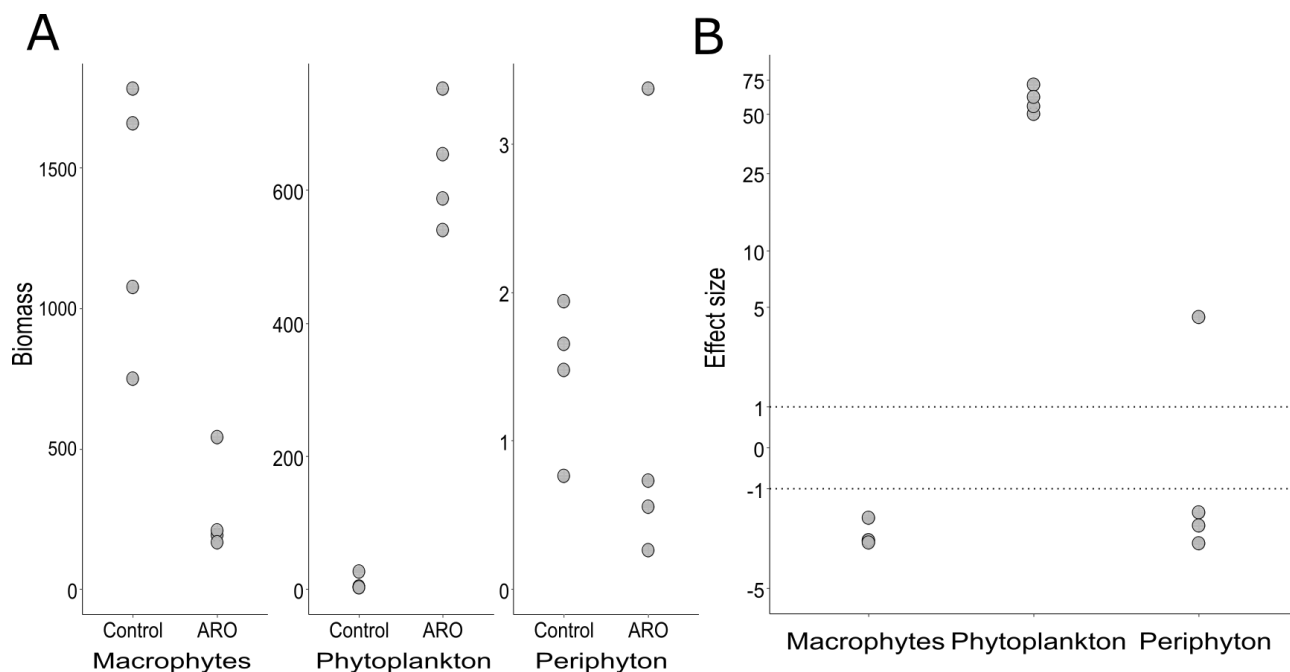 A
Biomass
1500
1000
500
0
Control ARO
Macrophytes
600
400
200
0
Control ARO
Phytoplankton
3
2
1
0
Control ARO
Periphyton
B
Effect size
75
50
25
10
5
1
0
-1
-5
Macrophytes Phytoplankton Periphyton